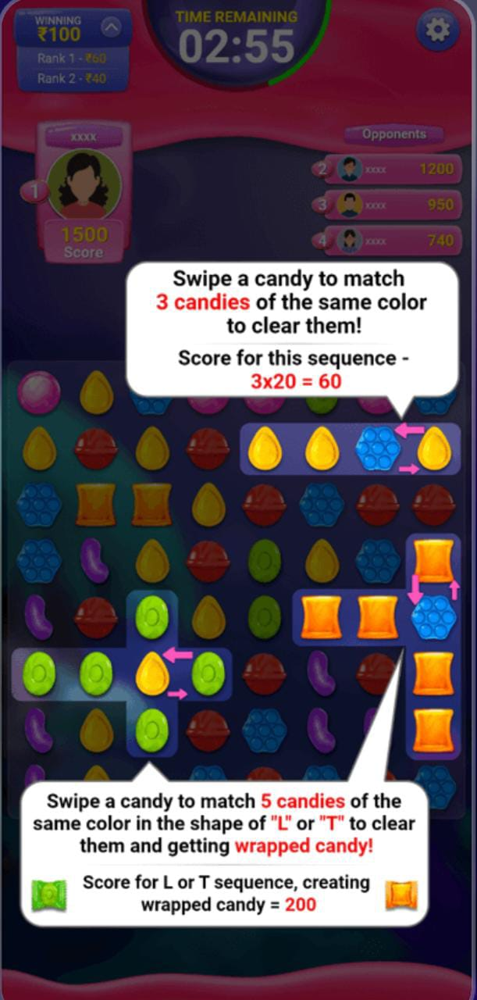 WINNING
₹100
Rank 1 - ₹60
Rank 2 - ₹40
TIME REMAINING
02:55
xxxx
1
1500
Score
Opponents
2 xxxx 1200
3 xxxx 950
4 xxxx 740
Swipe a candy to match
3 candies of the same color
to clear them!
Score for this sequence -
3x20 = 60
Swipe a candy to match 5 candies of the
same color in the shape of "L" or "T" to clear
them and getting wrapped candy!
Score for L or T sequence, creating
wrapped candy = 200